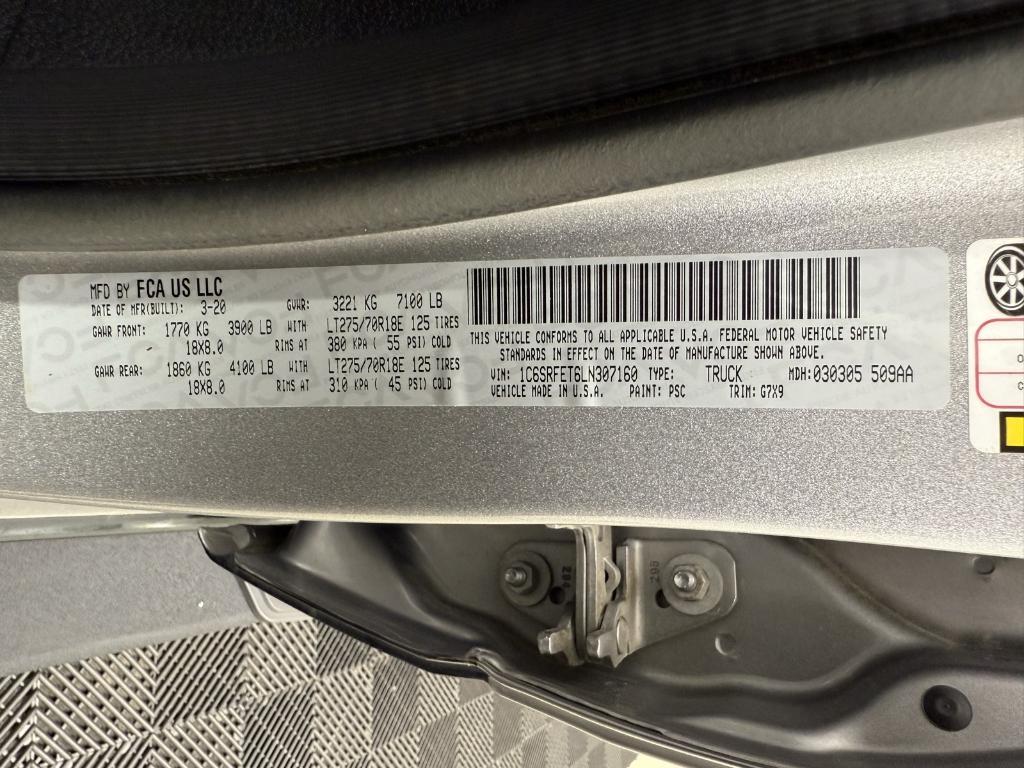 MFD BY FCA US LLC
DATE OF MFR(BUILT): 3-20 GVWR: 3221 KG 7100 LB
GAWR FRONT: 1770 KG 3900 LB WITH LT275/70R18E 125 TIRES
18X8.0 RIMS AT 380 KPA ( 55 PSI) COLD
GAWR REAR: 1860 KG 4100 LB WITH LT275/70R18E 125 TIRES
18X8.0 RIMS AT 310 KPA ( 45 PSI) COLD
THIS VEHICLE CONFORMS TO ALL APPLICABLE U.S.A. FEDERAL MOTOR VEHICLE SAFETY
STANDARDS IN EFFECT ON THE DATE OF MANUFACTURE SHOWN ABOVE.
VIN: 1C6SRFET6LN307160 TYPE: TRUCK MDH: 030305 509AA
VEHICLE MADE IN U.S.A. PAINT: PSC TRIM: G7X9